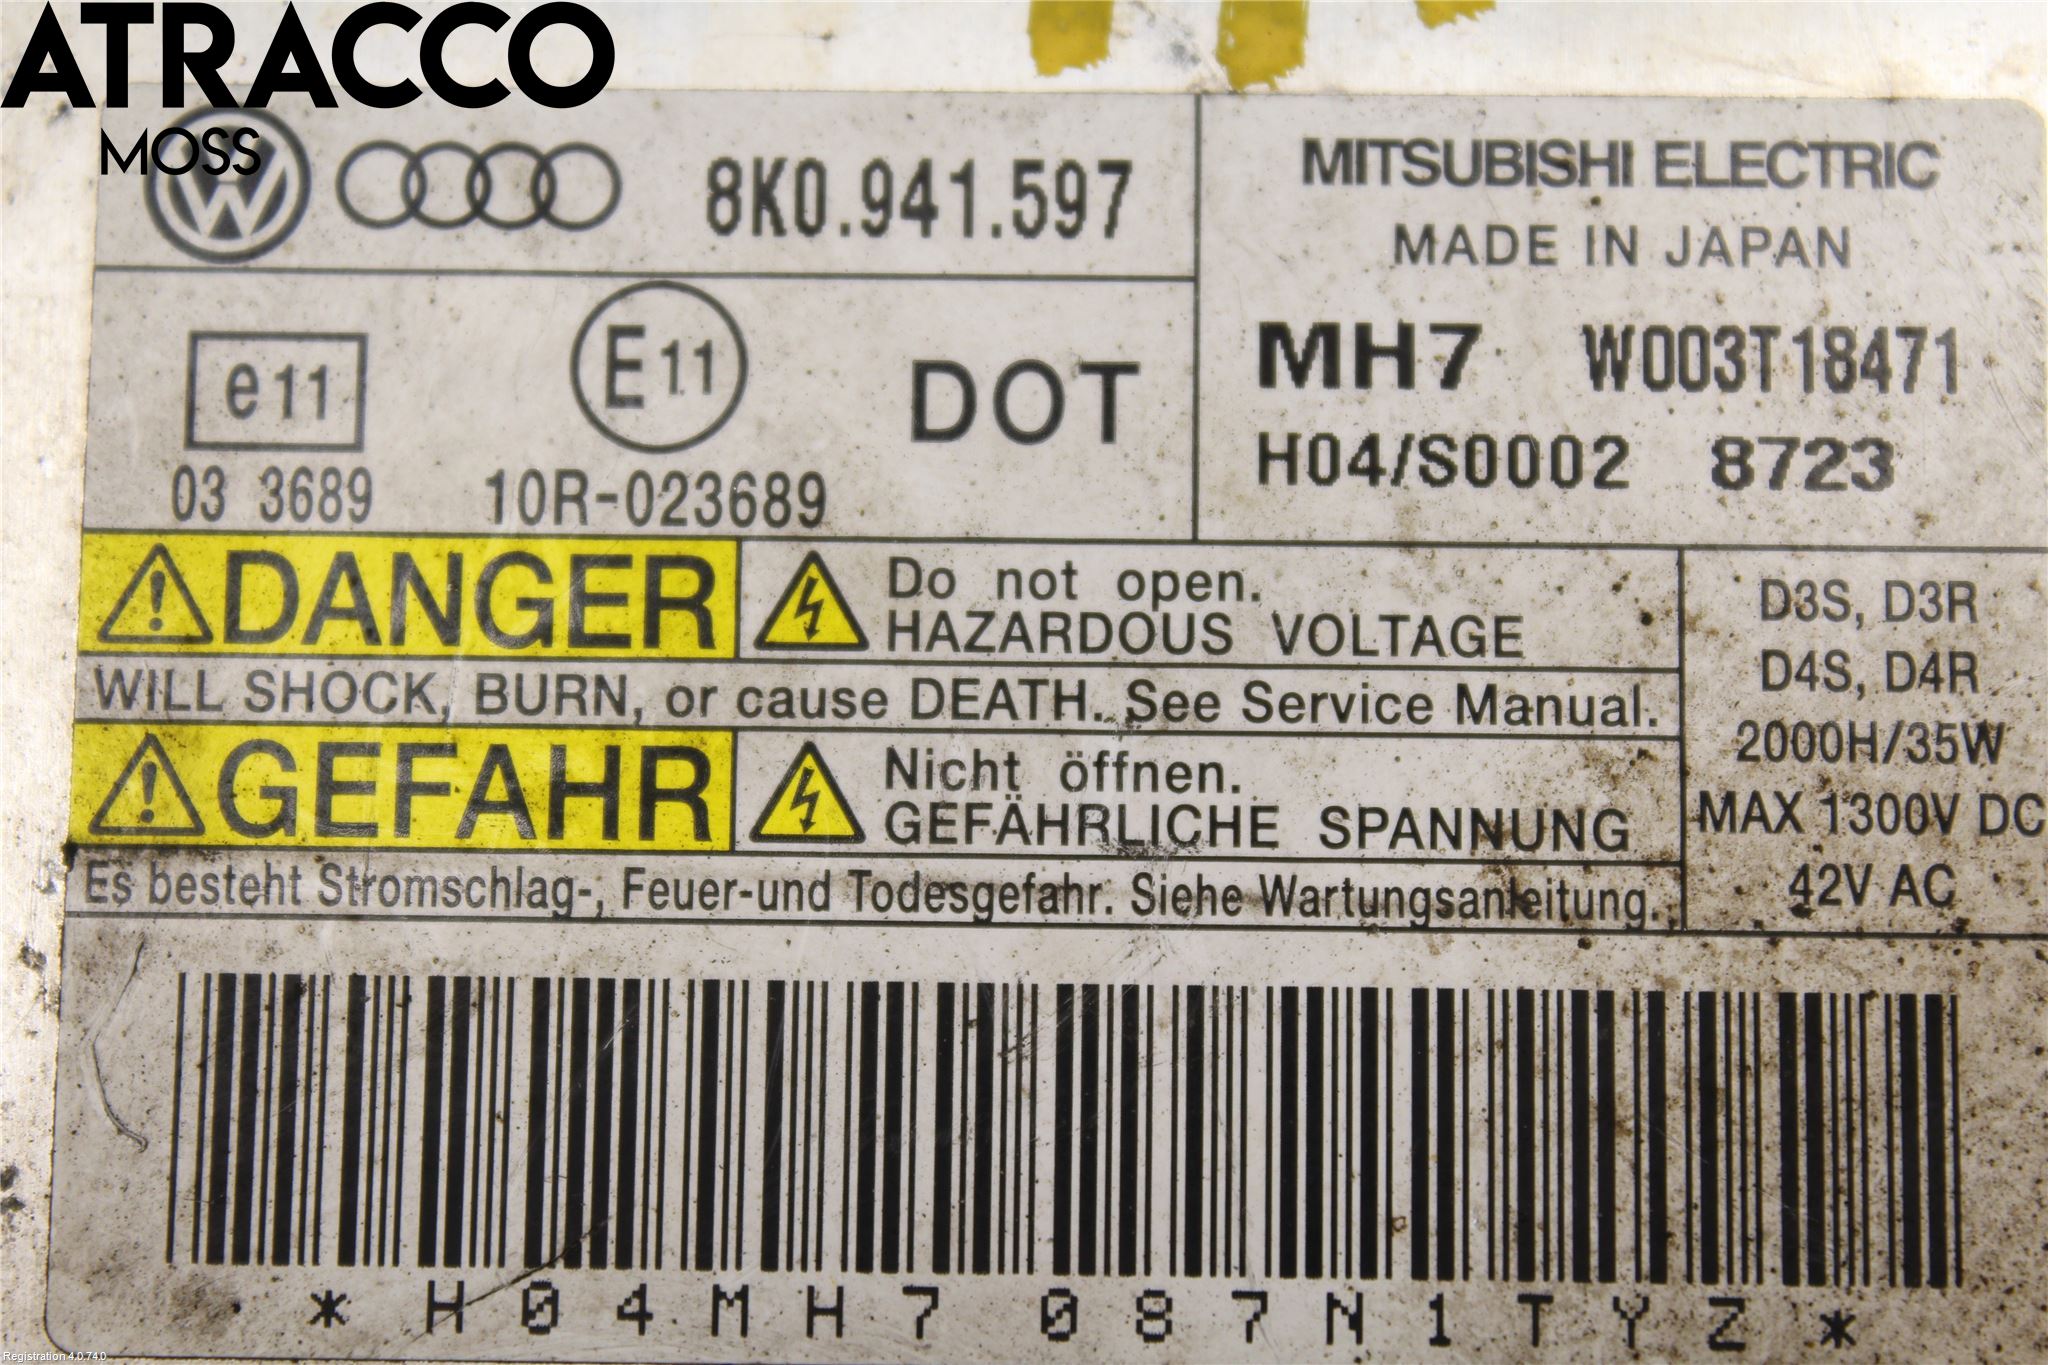 ATRACCO
MOSS
8K0.941.597
MITSUBISHI ELECTRIC
MADE IN JAPAN
MH7 W003T18471
H04/S0002 8723
e11
03 3689
E11
10R-023689
DOT
DANGER
Do not open.
HAZARDOUS VOLTAGE
WILL SHOCK, BURN, or cause DEATH. See Service Manual.
GEFAHR
Nicht öffnen.
GEFÄHRLICHE SPANNUNG
Es besteht Stromschlag-, Feuer-und Todesgefahr. Siehe Wartungsanleitung.
D3S, D3R
D4S, D4R
2000H/35W
MAX 1300V DC
42V AC
*H04MH7087N1TYZ*
Registration 4.0.74.0